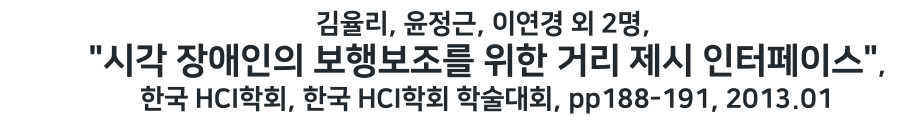 김율리, 윤정근, 이연경 외 2명,
"시각 장애인의 보행보조를 위한 거리 제시 인터페이스",
한국 HCI학회, 한국 HCI학회 학술대회, pp188-191, 2013.01